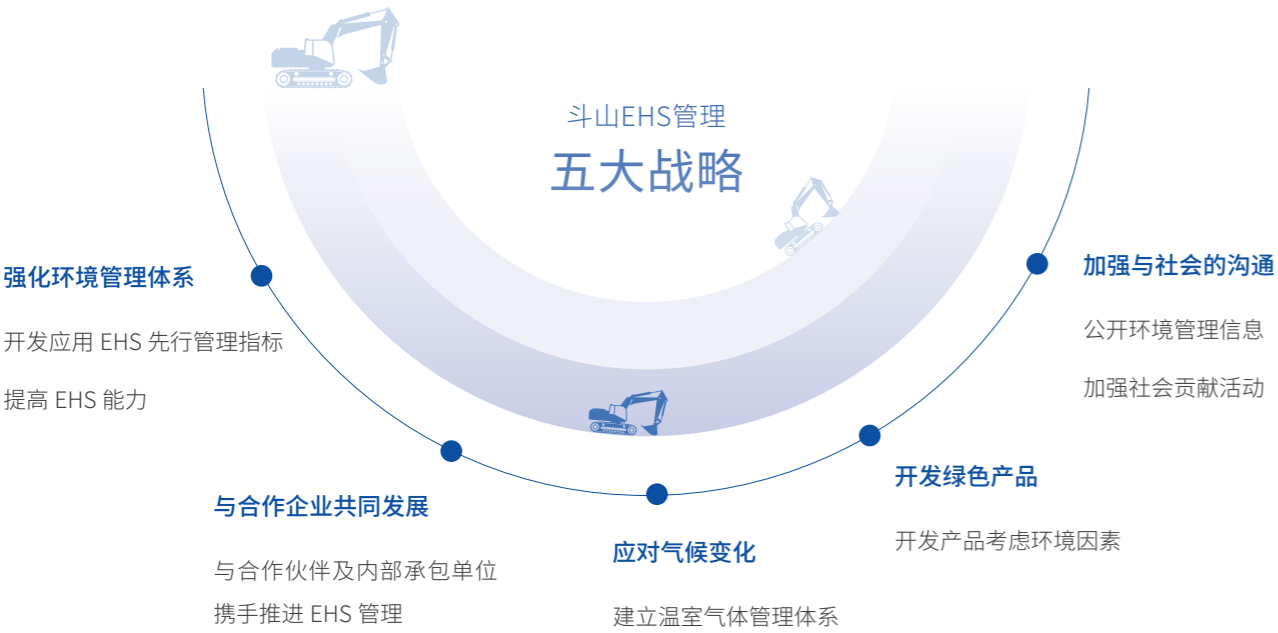 斗山EHS管理
五大战略
强化环境管理体系
开发应用 EHS 先行管理指标
提高 EHS 能力
与合作企业共同发展
与合作伙伴及内部承包单位
携手推进 EHS 管理
应对气候变化
建立温室气体管理体系
开发绿色产品
开发产品考虑环境因素
加强与社会的沟通
公开环境管理信息
加强社会贡献活动